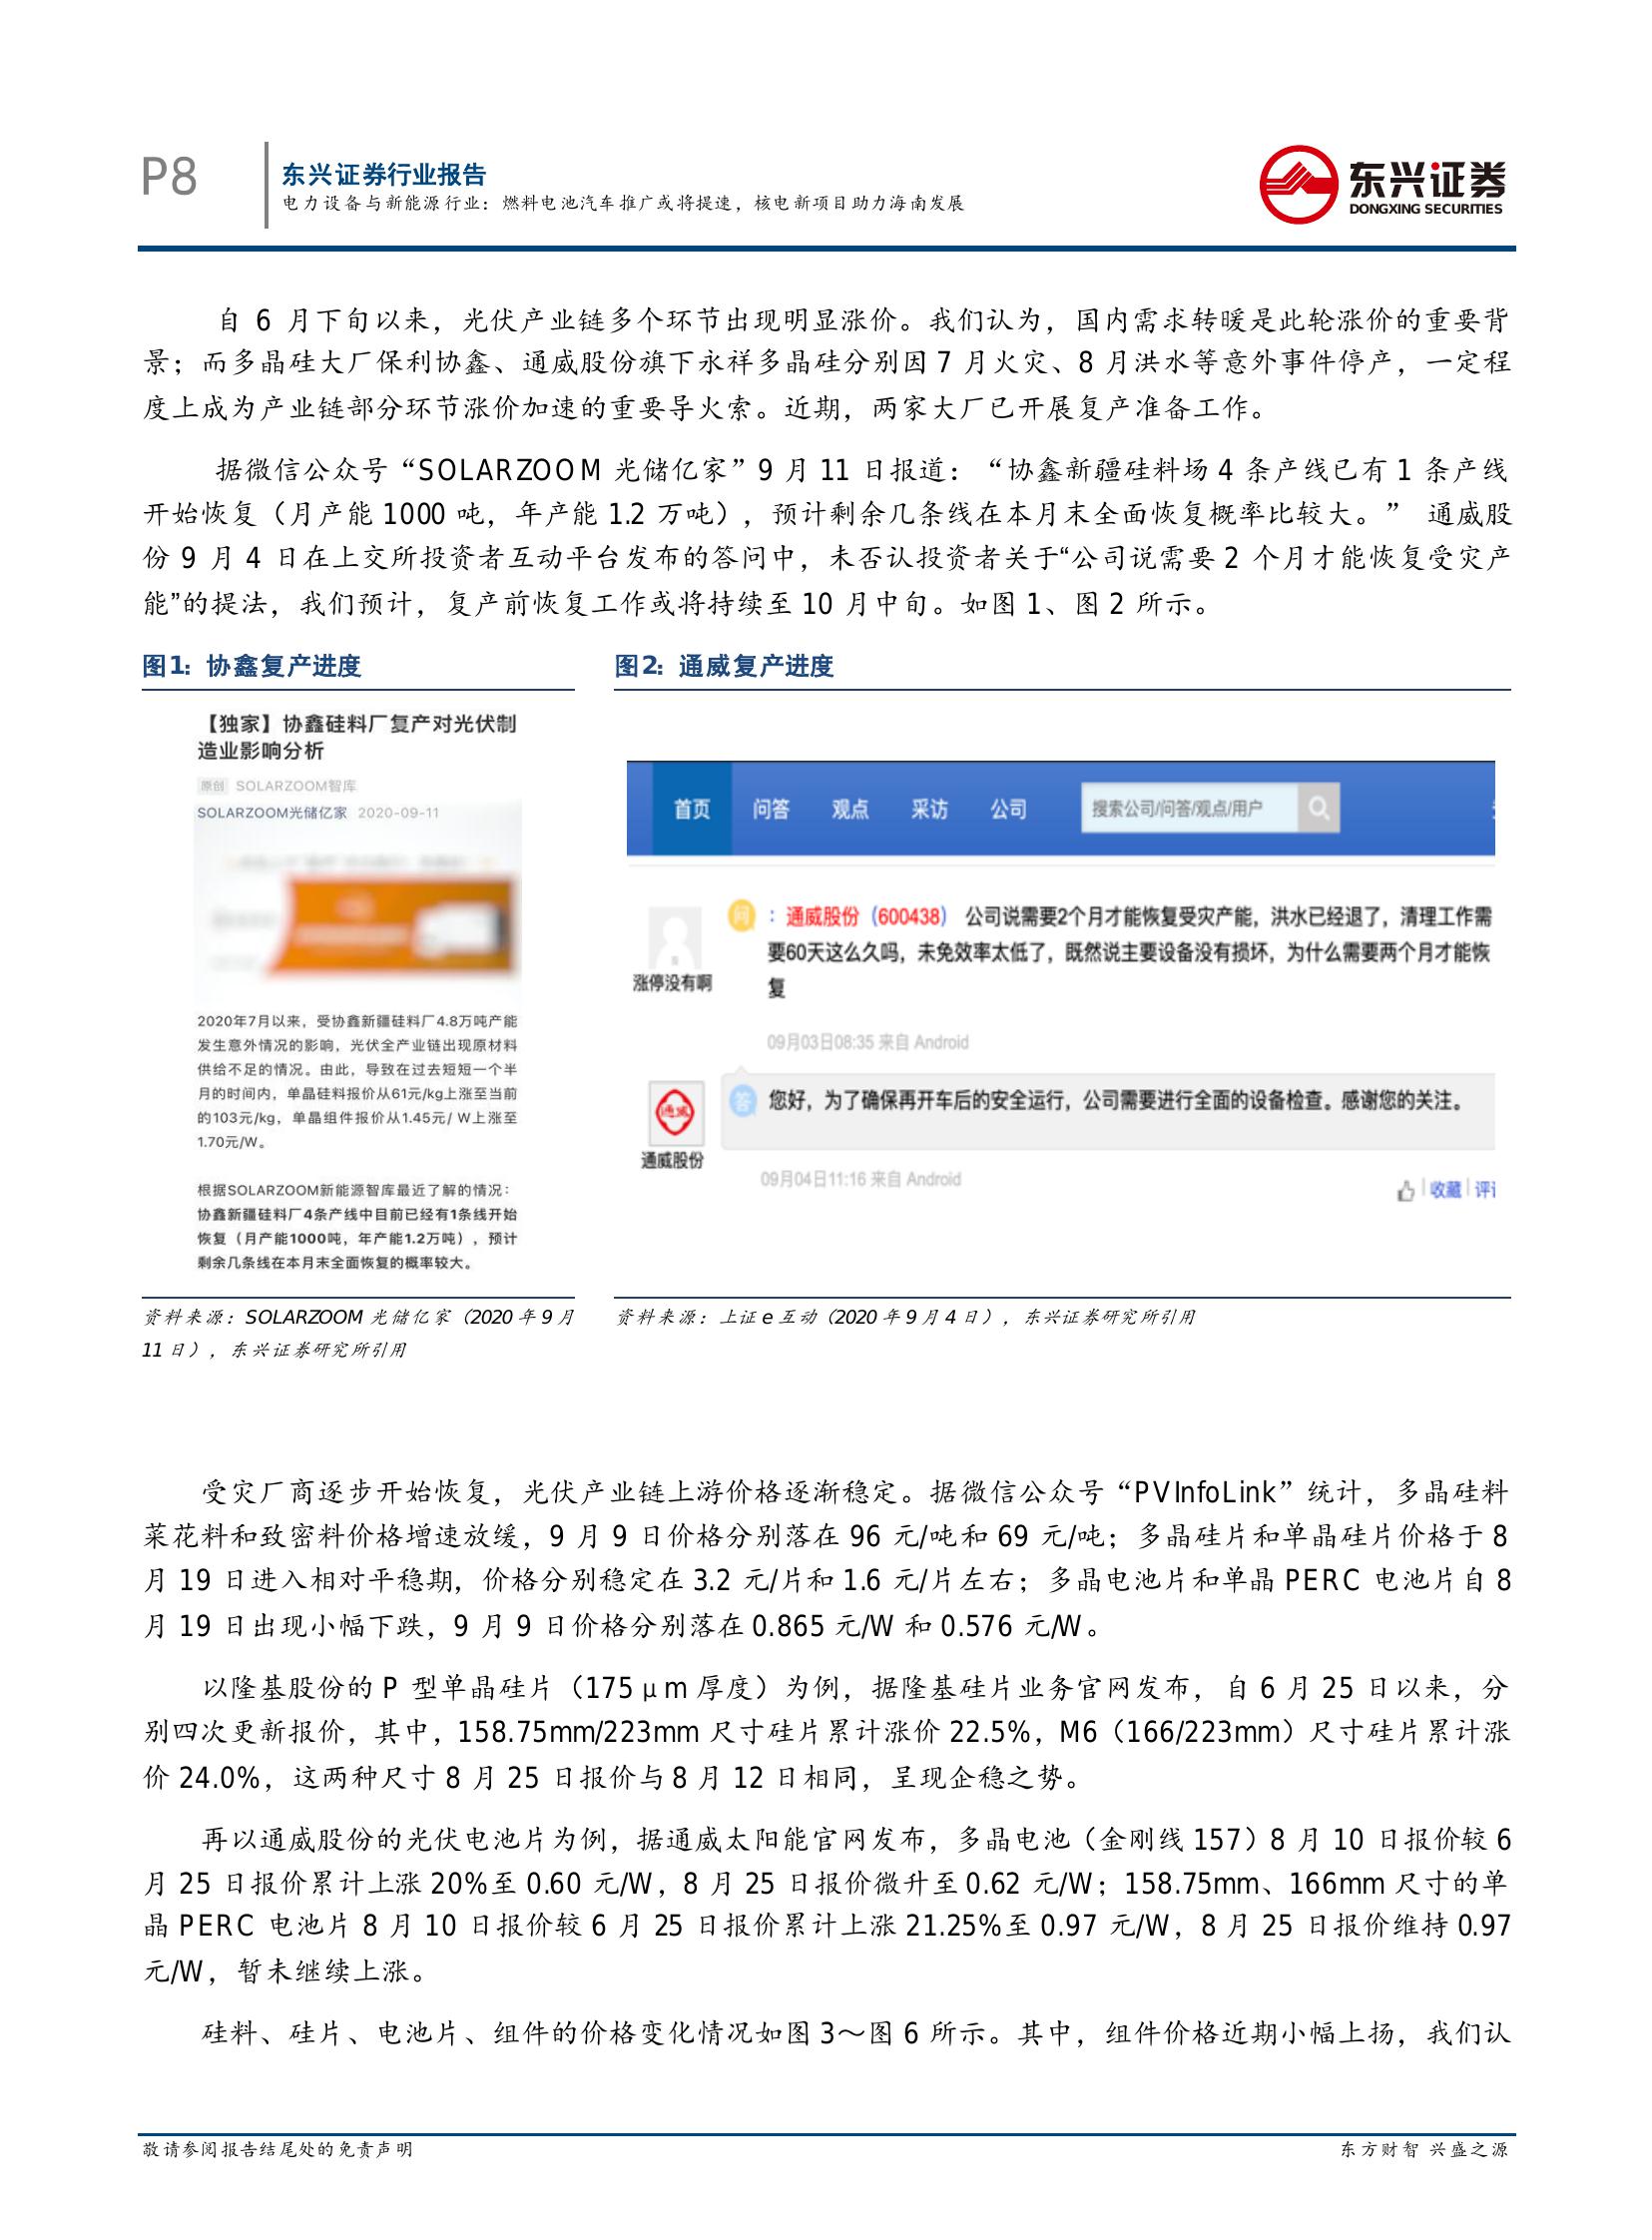 P8
东兴证券行业报告
电力设备与新能源行业：燃料电池汽车推广或将提速，核电新项目助力海南发展
东兴证券
DONGXING SECURITIES
自 6 月下旬以来，光伏产业链多个环节出现明显涨价。我们认为，国内需求转暖是此轮涨价的重要背
景；而多晶硅大厂保利协鑫、通威股份旗下永祥多晶硅分别因 7 月火灾、8 月洪水等意外事件停产，一定程
度上成为产业链部分环节涨价加速的重要导火索。近期，两家大厂已开展复产准备工作。
据微信公众号“SOLARZOOM 光储亿家”9 月 11 日报道：“协鑫新疆硅料场 4 条产线已有 1 条产线
开始恢复（月产能 1000 吨，年产能 1.2 万吨），预计剩余几条线在本月末全面恢复概率比较大。” 通威股
份 9 月 4 日在上交所投资者互动平台发布的答问中，未否认投资者关于“公司说需要 2 个月才能恢复受灾产
能”的提法，我们预计，复产前恢复工作或将持续至 10 月中旬。如图 1、图 2 所示。
图1：协鑫复产进度
【独家】协鑫硅料厂复产对光伏制
造业影响分析
原创 SOLARZOOM智库
SOLARZOOM光储亿家 2020-09-11
2020年7月以来，受协鑫新疆硅料厂4.8万吨产能
发生意外情况的影响，光伏全产业链出现原材料
供给不足的情况。由此，导致在过去短短一个半
月的时间内，单晶硅料报价从61元/kg上涨至当前
的103元/kg，单晶组件报价从1.45元/ W上涨至
1.70元/W。
根据SOLARZOOM新能源智库最近了解的情况：
协鑫新疆硅料厂4条产线中目前已经有1条线开始
恢复（月产能1000吨，年产能1.2万吨），预计
剩余几条线在本月末全面恢复的概率较大。
资料来源：SOLARZOOM 光储亿家（2020 年 9 月
11 日），东兴证券研究所引用
图2：通威复产进度
首页 问答 观点 采访 公司 搜索公司/问答/观点/用户
问 ：通威股份（600438） 公司说需要2个月才能恢复受灾产能，洪水已经退了，清理工作需
要60天这么久吗，未免效率太低了，既然说主要设备没有损坏，为什么需要两个月才能恢
复
涨停没有啊
09月03日08:35 来自 Android
答 您好，为了确保再开车后的安全运行，公司需要进行全面的设备检查。感谢您的关注。
通威
通威股份
09月04日11:16 来自 Android
收藏
资料来源：上证 e 互动（2020 年 9 月 4 日），东兴证券研究所引用
受灾厂商逐步开始恢复，光伏产业链上游价格逐渐稳定。据微信公众号“PVInfoLink”统计，多晶硅料
菜花料和致密料价格增速放缓，9 月 9 日价格分别落在 96 元/吨和 69 元/吨；多晶硅片和单晶硅片价格于 8
月 19 日进入相对平稳期，价格分别稳定在 3.2 元/片和 1.6 元/片左右；多晶电池片和单晶 PERC 电池片自 8
月 19 日出现小幅下跌，9 月 9 日价格分别落在 0.865 元/W 和 0.576 元/W。
以隆基股份的 P 型单晶硅片（175μm 厚度）为例，据隆基硅片业务官网发布，自 6 月 25 日以来，分
别四次更新报价，其中，158.75mm/223mm 尺寸硅片累计涨价 22.5%，M6（166/223mm）尺寸硅片累计涨
价 24.0%，这两种尺寸 8 月 25 日报价与 8 月 12 日相同，呈现企稳之势。
再以通威股份的光伏电池片为例，据通威太阳能官网发布，多晶电池（金刚线 157）8 月 10 日报价较 6
月 25 日报价累计上涨 20%至 0.60 元/W，8 月 25 日报价微升至 0.62 元/W；158.75mm、166mm 尺寸的单
晶 PERC 电池片 8 月 10 日报价较 6 月 25 日报价累计上涨 21.25%至 0.97 元/W，8 月 25 日报价维持 0.97
元/W，暂未继续上涨。
硅料、硅片、电池片、组件的价格变化情况如图 3～图 6 所示。其中，组件价格近期小幅上扬，我们认
敬请参阅报告结尾处的免责声明
东方财智 兴盛之源